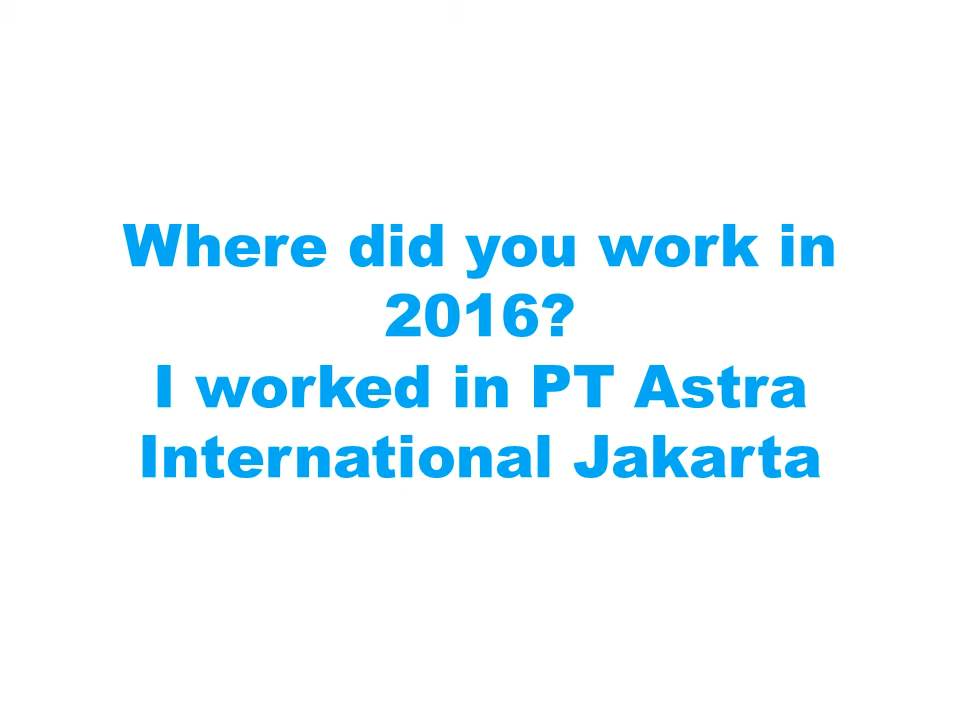 Where did you work in
2016?
I worked in PT Astra
International Jakarta